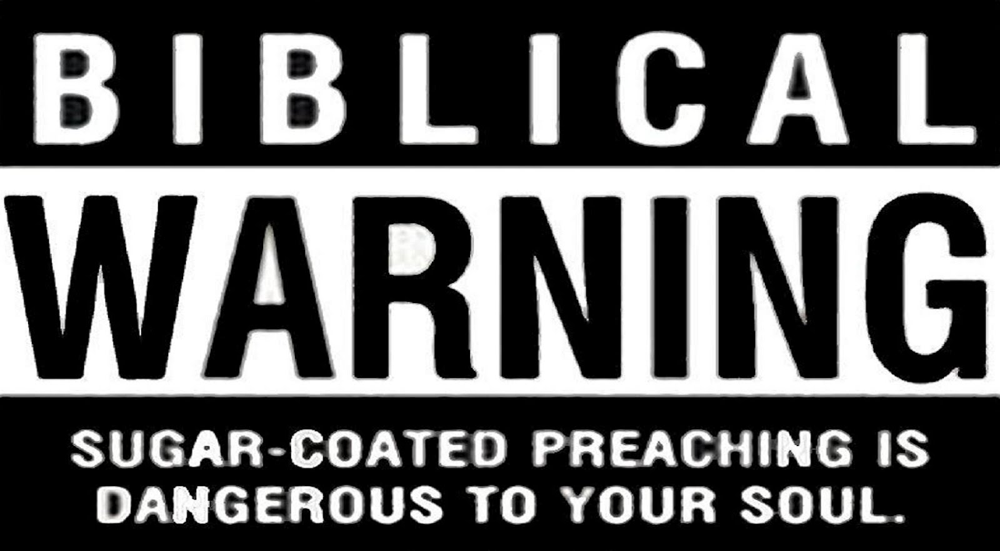 BIBLICAL
WARNING
SUGAR-COATED PREACHING IS
DANGEROUS TO YOUR SOUL.